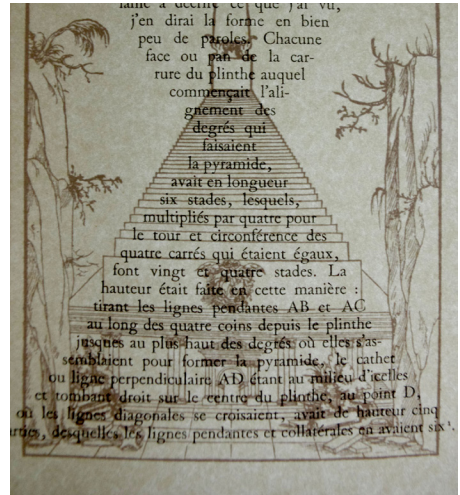 à décrire ce que j'ai vu,
j'en dirai la forme en bien
peu de paroles. Chacune
face ou pan de la car-
rure du plinthe auquel
commençait l'ali-
gnement des
degrés qui
faisaient
la pyramide,
avait en longueur
six stades, lesquels,
multipliés par quatre pour
le tour et circonférence des
quatre carrés qui étaient égaux,
font vingt et quatre stades. La
hauteur était faite en cette manière :
tirant les lignes pendantes AB et AC
au long des quatre coins depuis le plinthe
jusques au plus haut des degrés où elles s'as-
semblaient pour former la pyramide, le cathet
ou ligne perpendiculaire AD étant au milieu d'icelles
et tombant droit sur le centre du plinthe, au point D,
où les lignes diagonales se croisaient, avait de hauteur cinq
desquelles les lignes pendantes et collatérales en avaient six¹.